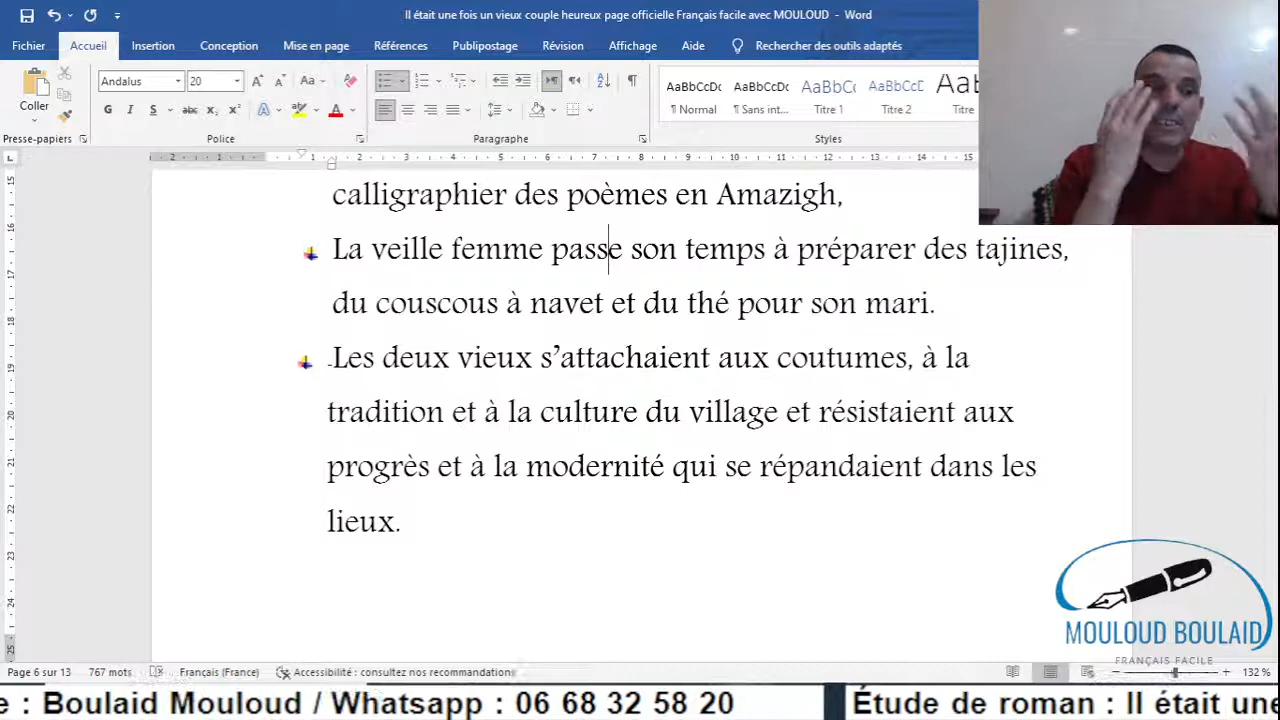 Il était une fois un vieux couple heureux page officielle Français facile avec MOULOUD - Word
Fichier Accueil Insertion Conception Mise en page Références Publipostage Révision Affichage Aide Rechercher des outils adaptés
Coller
Andalus 20
G I S abc x₂ x²
AaBbCcDc AaBbCcDc AaBbCc AaBbCcD Aa
¶ Normal ¶ Sans int... Titre 1 Titre 2 Titre
Presse-papiers Police Paragraphe Styles
calligraphier des poèmes en Amazigh,
La veille femme passe son temps à préparer des tajines,
du couscous à navet et du thé pour son mari.
Les deux vieux s’attachaient aux coutumes, à la
tradition et à la culture du village et résistaient aux
progrès et à la modernité qui se répandaient dans les
lieux.
MOULOUD BOULAID
FRANÇAIS FACILE
Page 6 sur 13 767 mots Français (France) Accessibilité : consultez nos recommandations 132 %
e : Boulaid Mouloud / Whatsapp : 06 68 32 58 20 Étude de roman : Il était une